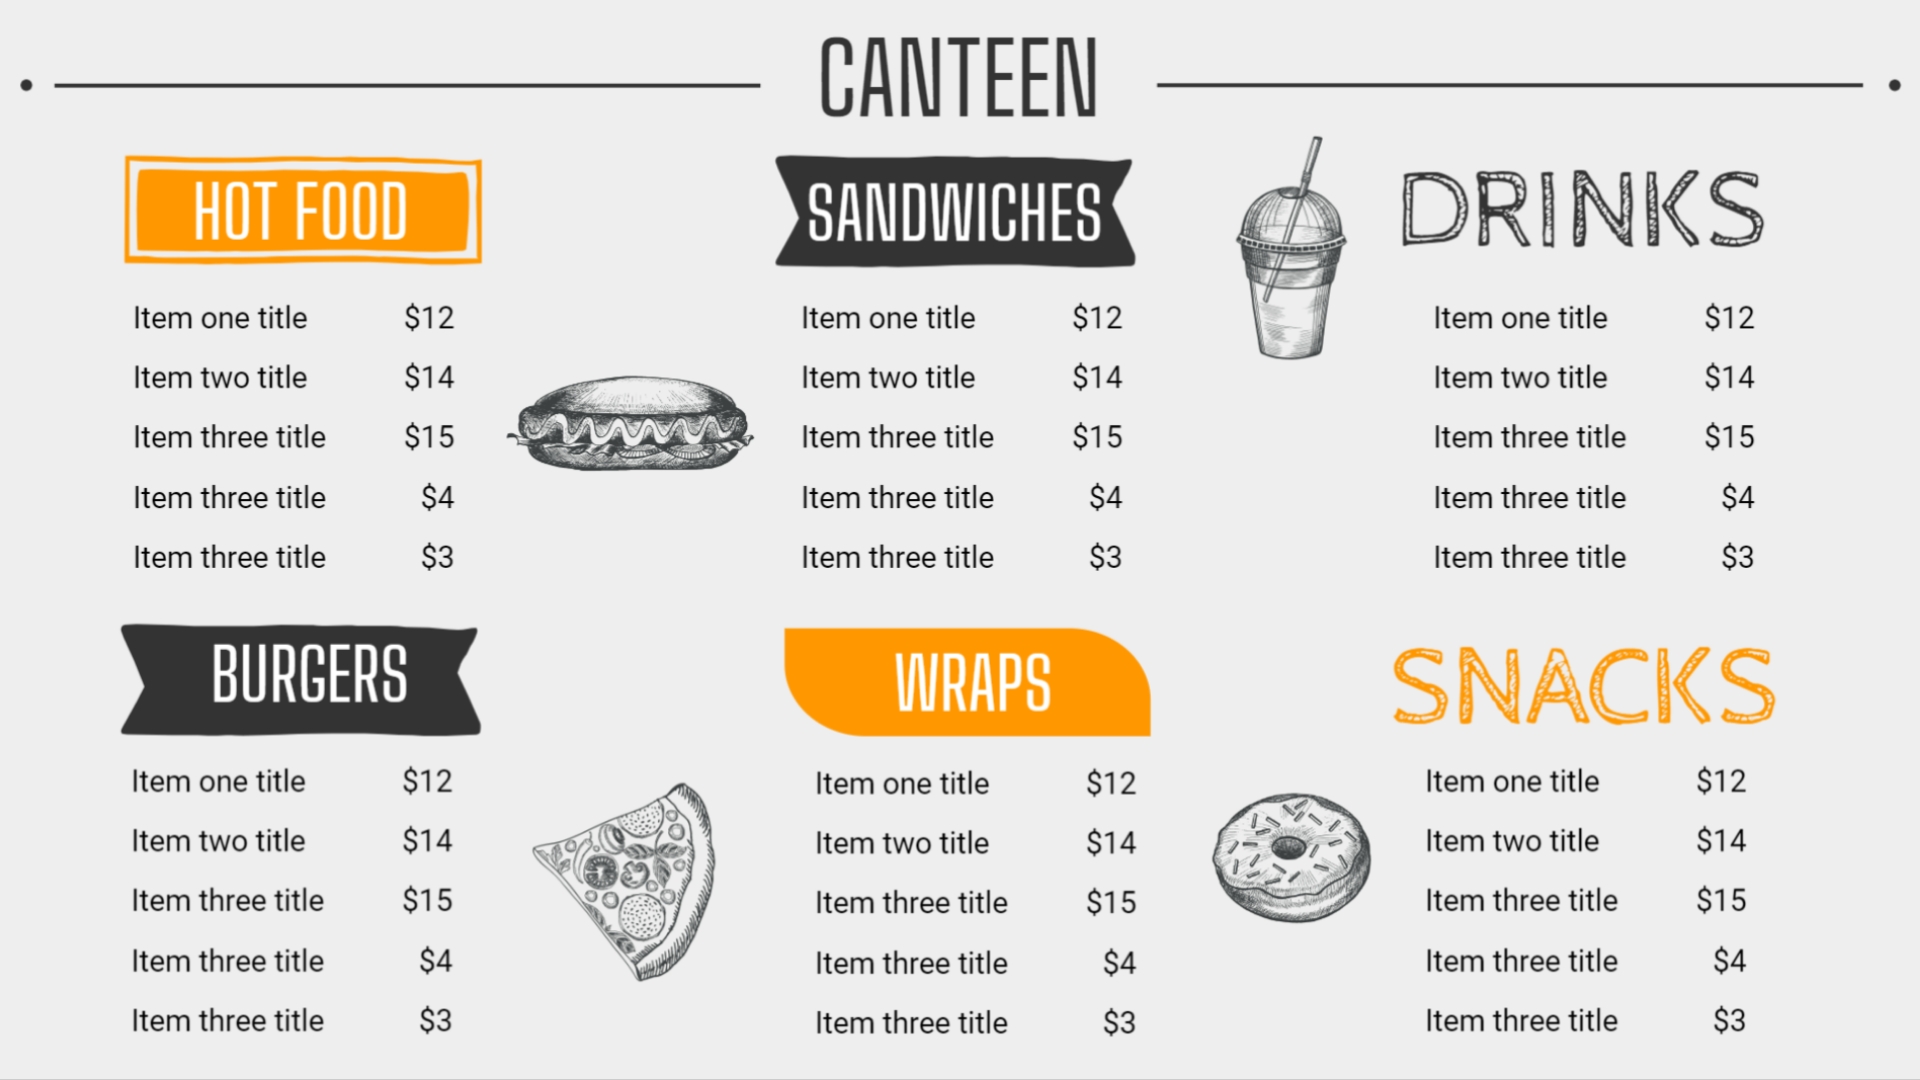 CANTEEN
HOT FOOD
Item one title $12
Item two title $14
Item three title $15
Item three title $4
Item three title $3
SANDWICHES
Item one title $12
Item two title $14
Item three title $15
Item three title $4
Item three title $3
DRINKS
Item one title $12
Item two title $14
Item three title $15
Item three title $4
Item three title $3
BURGERS
Item one title $12
Item two title $14
Item three title $15
Item three title $4
Item three title $3
WRAPS
Item one title $12
Item two title $14
Item three title $15
Item three title $4
Item three title $3
SNACKS
Item one title $12
Item two title $14
Item three title $15
Item three title $4
Item three title $3